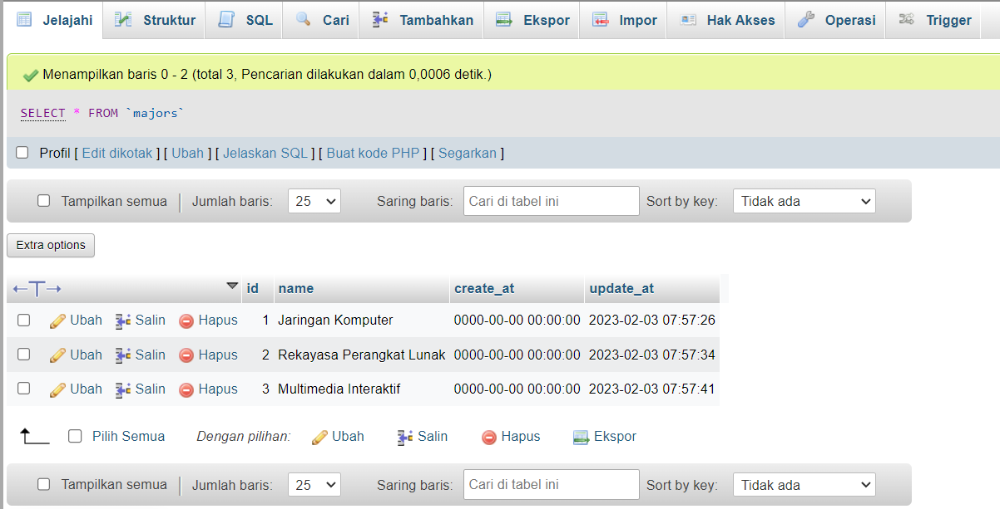 Jelajahi Struktur SQL Cari Tambahkan Ekspor Impor Hak Akses Operasi Trigger
Menampilkan baris 0 - 2 (total 3, Pencarian dilakukan dalam 0,0006 detik.)
SELECT * FROM `majors`
Profil [ Edit dikotak ] [ Ubah ] [ Jelaskan SQL ] [ Buat kode PHP ] [ Segarkan ]
Tampilkan semua Jumlah baris: 25 Saring baris: Cari di tabel ini Sort by key: Tidak ada
Extra options
id name create_at update_at
Ubah Salin Hapus 1 Jaringan Komputer 0000-00-00 00:00:00 2023-02-03 07:57:26
Ubah Salin Hapus 2 Rekayasa Perangkat Lunak 0000-00-00 00:00:00 2023-02-03 07:57:34
Ubah Salin Hapus 3 Multimedia Interaktif 0000-00-00 00:00:00 2023-02-03 07:57:41
Pilih Semua Dengan pilihan: Ubah Salin Hapus Ekspor
Tampilkan semua Jumlah baris: 25 Saring baris: Cari di tabel ini Sort by key: Tidak ada